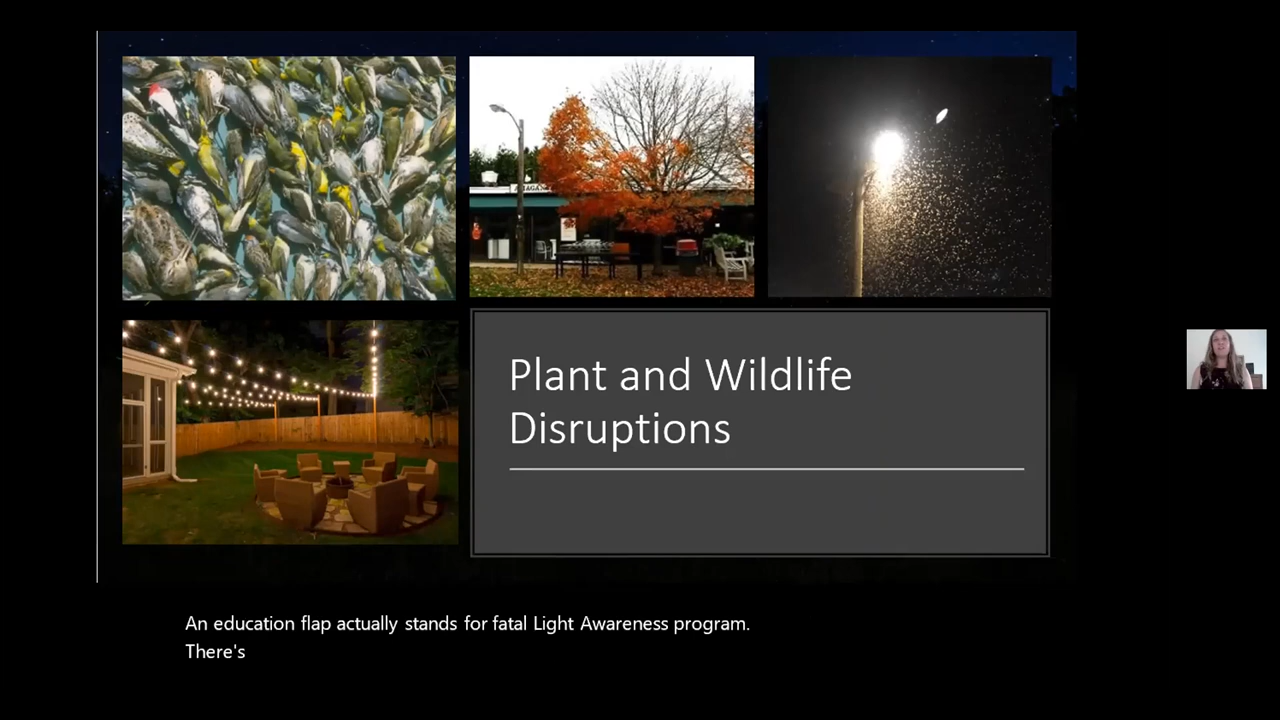 Plant and Wildlife
Disruptions
An education flap actually stands for fatal Light Awareness program.
There's